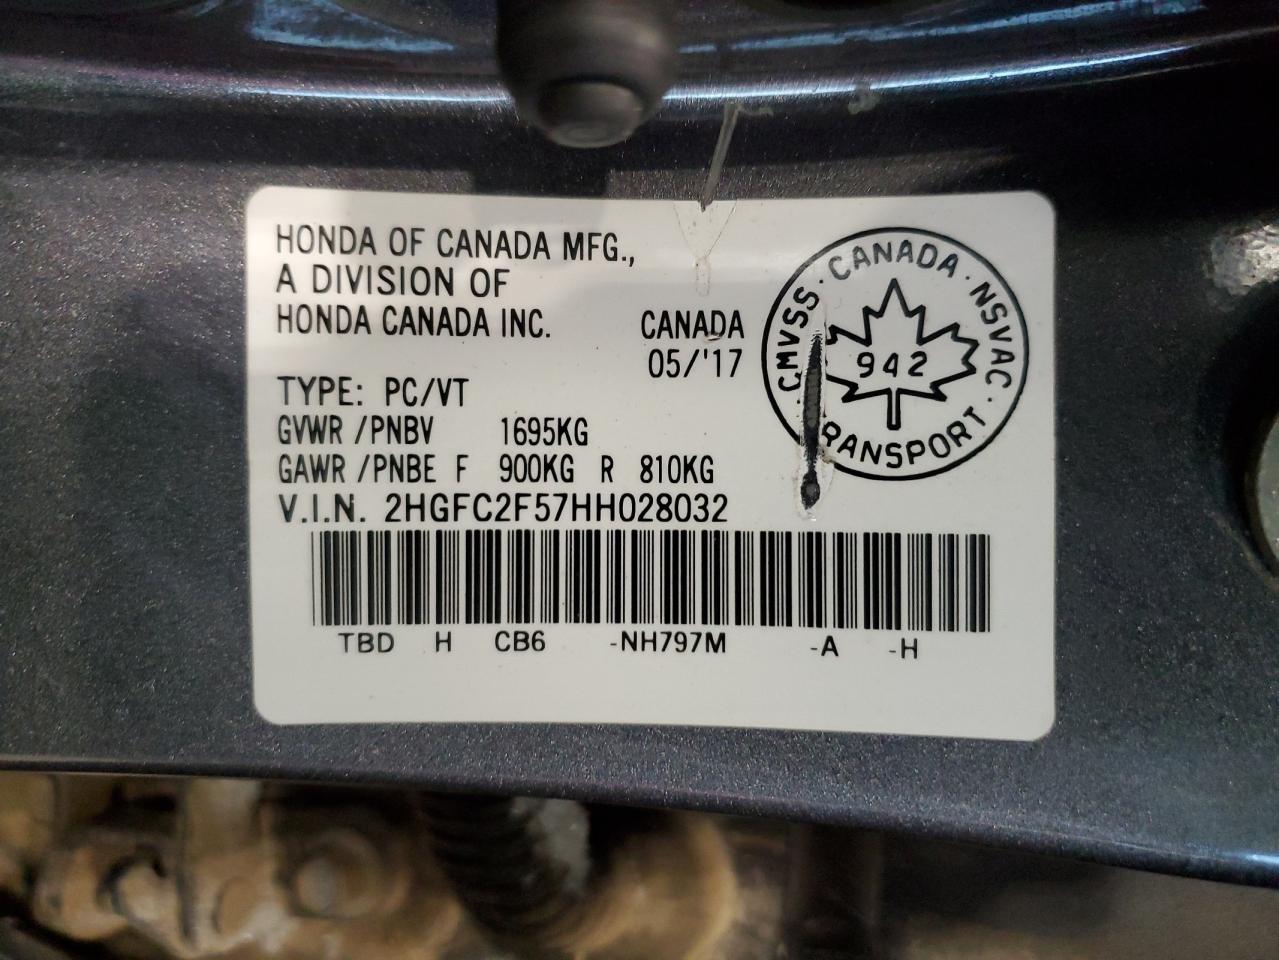 HONDA OF CANADA MFG.,
A DIVISION OF
HONDA CANADA INC.
CANADA
05/'17
TYPE: PC/VT
GVWR /PNBV 1695KG
GAWR /PNBE F 900KG R 810KG
V.I.N. 2HGFC2F57HH028032
CMVSS · CANADA · NSVAC ·
942
RANSPORT
TBD H CB6 -NH797M -A -H